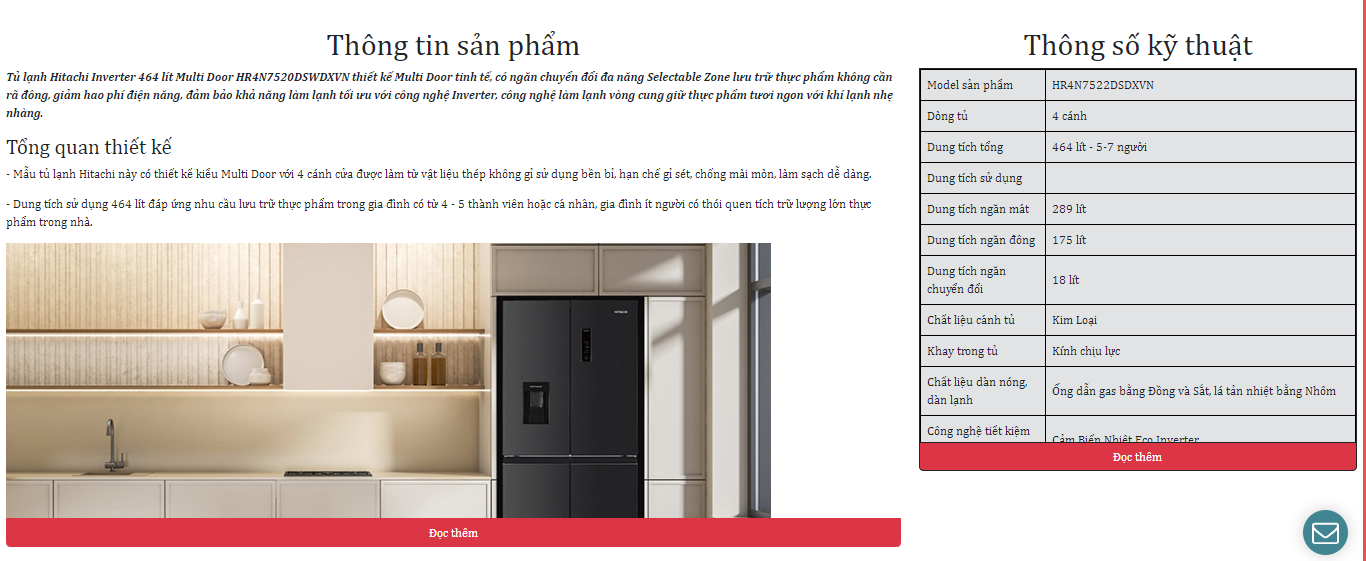 Thông tin sản phẩm
Tủ lạnh Hitachi Inverter 464 lít Multi Door HR4N7520DSWDXVN thiết kế Multi Door tinh tế, có ngăn chuyển đổi đa năng Selectable Zone lưu trữ thực phẩm không cần
rã đông, giảm hao phí điện năng, đảm bảo khả năng làm lạnh tối ưu với công nghệ Inverter, công nghệ làm lạnh vòng cung giữ thực phẩm tươi ngon với khí lạnh nhẹ
nhàng.
Tổng quan thiết kế
- Mẫu tủ lạnh Hitachi này có thiết kế kiểu Multi Door với 4 cánh cửa được làm từ vật liệu thép không gỉ sử dụng bền bỉ, hạn chế gỉ sét, chống mài mòn, làm sạch dễ dàng.
- Dung tích sử dụng 464 lít đáp ứng nhu cầu lưu trữ thực phẩm trong gia đình có từ 4 - 5 thành viên hoặc cá nhân, gia đình ít người có thói quen tích trữ lượng lớn thực
phẩm trong nhà.
HITACHI
Đọc thêm
Thông số kỹ thuật
Model sản phẩm HR4N7522DSDXVN
Dòng tủ 4 cánh
Dung tích tổng 464 lít - 5-7 người
Dung tích sử dụng
Dung tích ngăn mát 289 lít
Dung tích ngăn đông 175 lít
Dung tích ngăn
chuyển đổi 18 lít
Chất liệu cánh tủ Kim Loại
Khay trong tủ Kính chịu lực
Chất liệu dàn nóng,
dàn lạnh Ống dẫn gas bằng Đồng và Sắt, lá tản nhiệt bằng Nhôm
Công nghệ tiết kiệm
Cảm Biến Nhiệt Eco Inverter
Đọc thêm